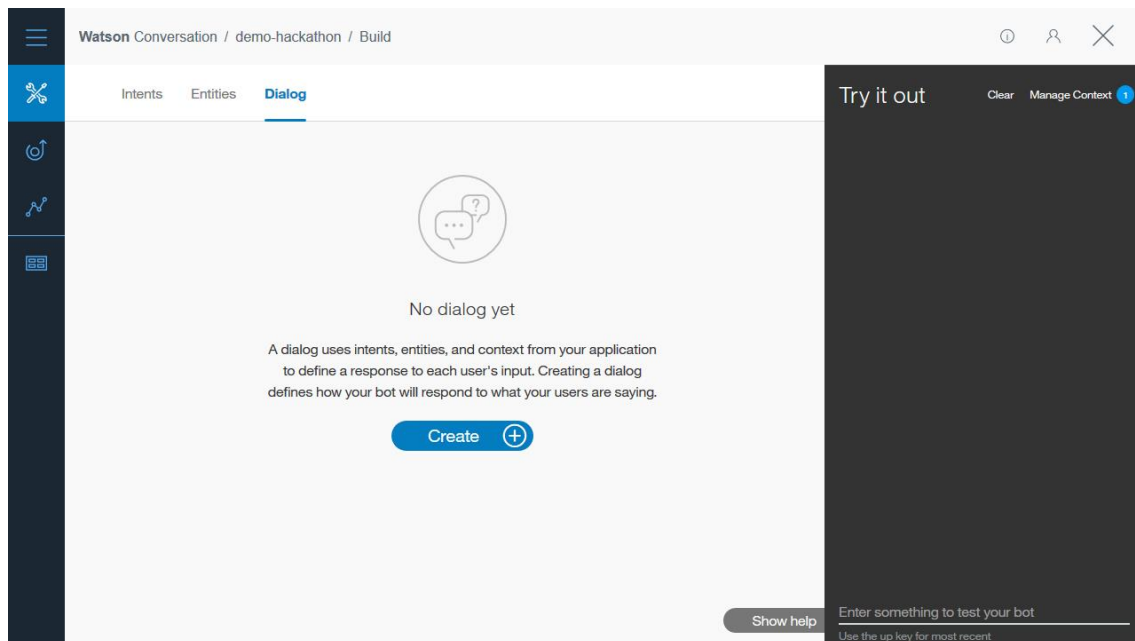 Watson Conversation / demo-hackathon / Build
Intents Entities Dialog
Try it out Clear Manage Context 1
?
No dialog yet
A dialog uses intents, entities, and context from your application
to define a response to each user's input. Creating a dialog
defines how your bot will respond to what your users are saying.
Create
Show help
Enter something to test your bot
Use the up key for most recent